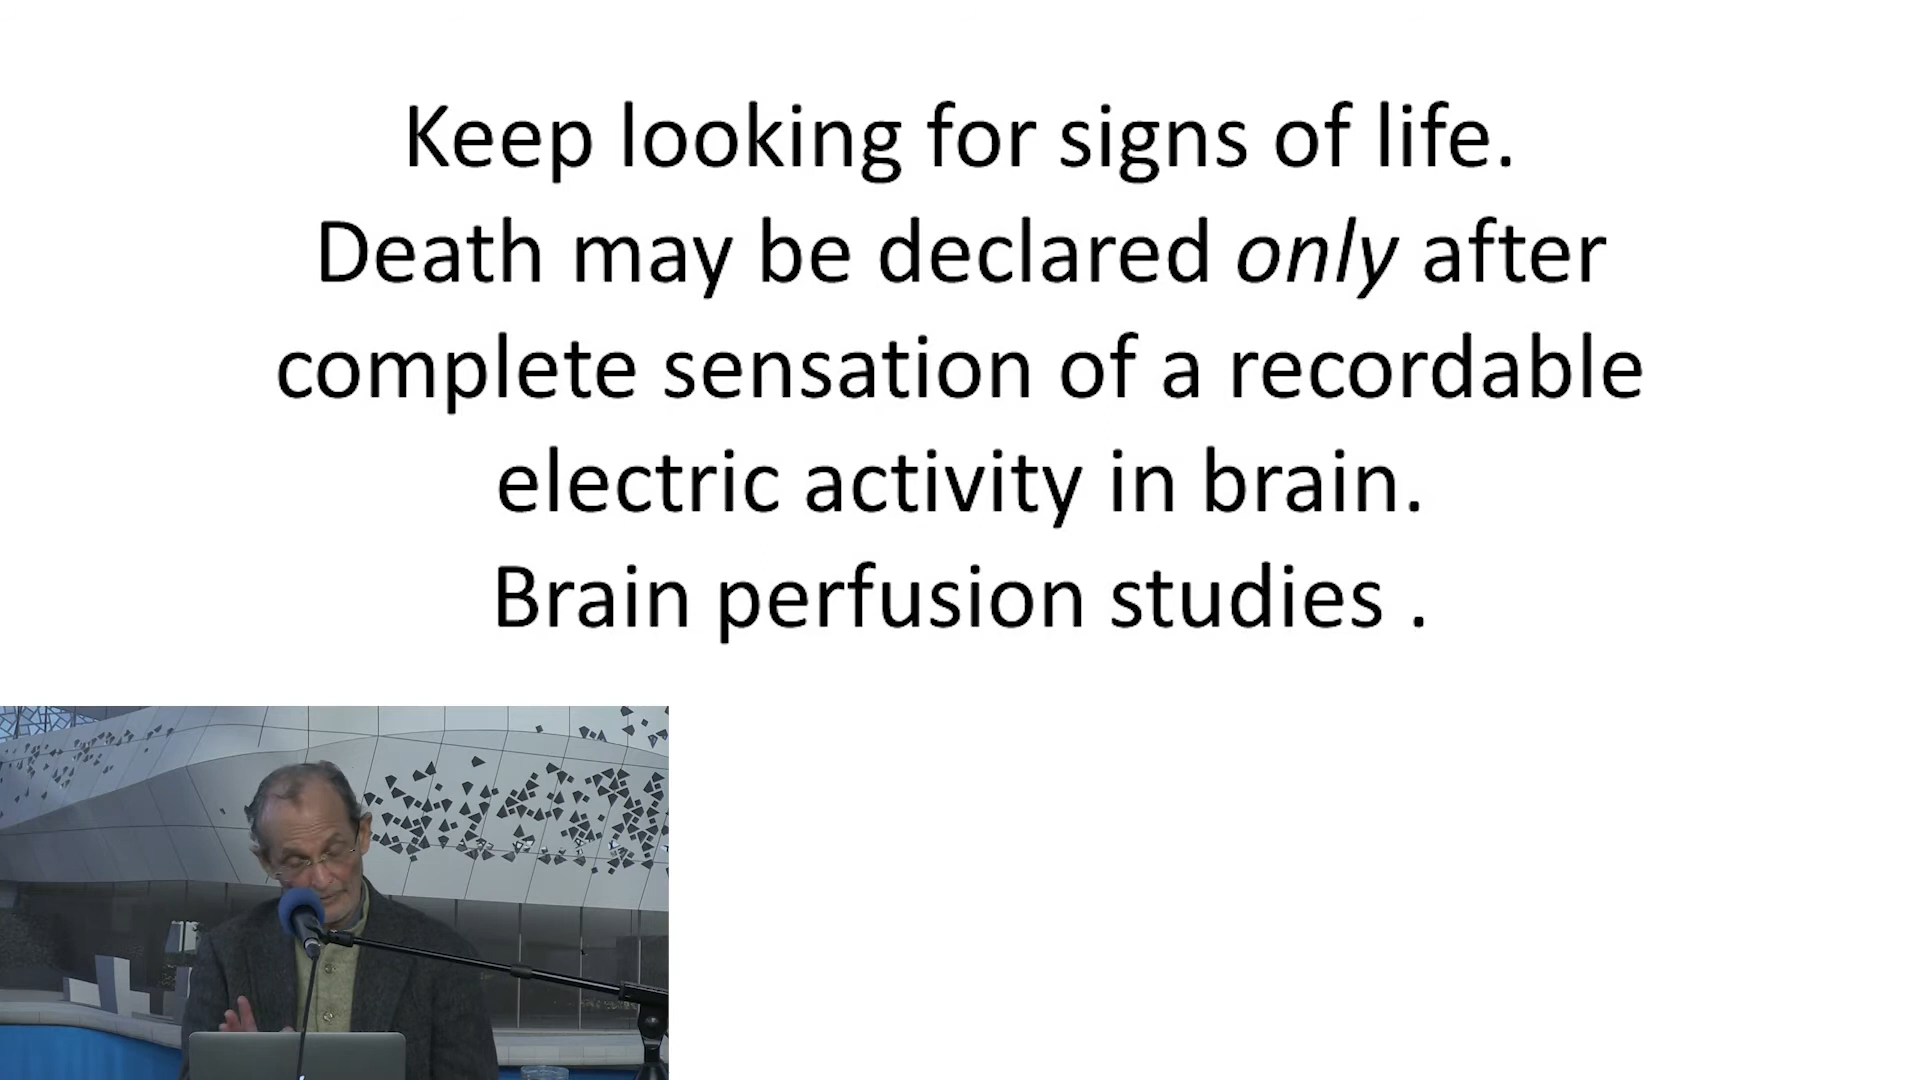 Keep looking for signs of life.
Death may be declared only after
complete sensation of a recordable
electric activity in brain.
Brain perfusion studies .